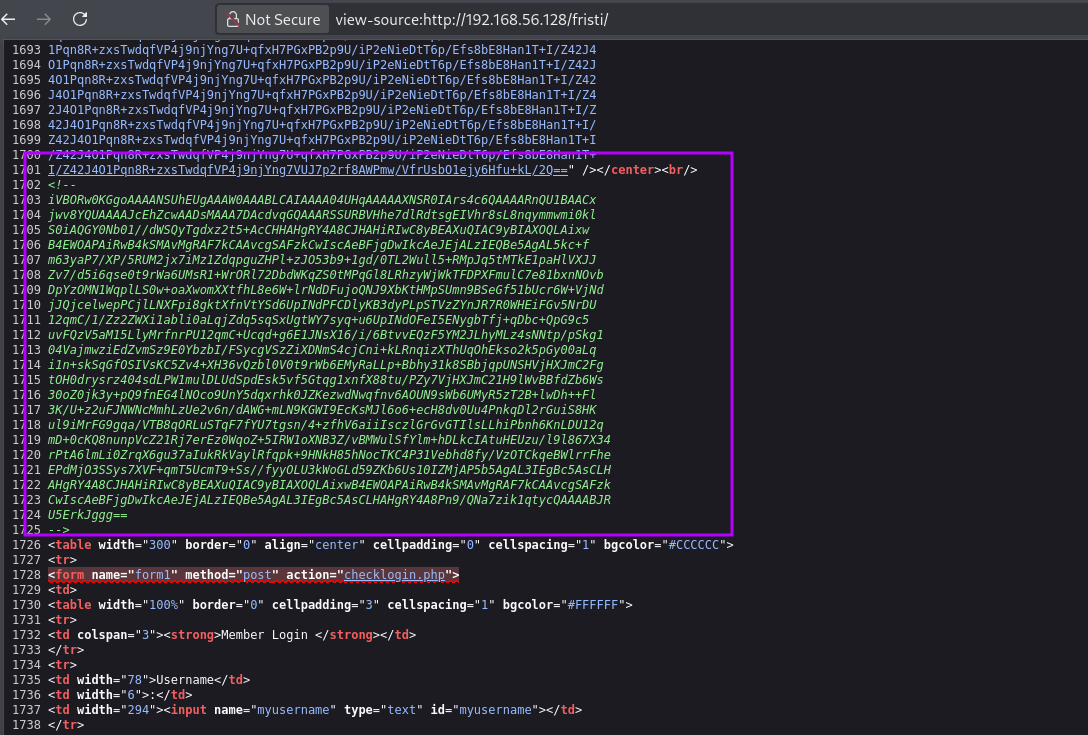 Not Secure view-source:http://192.168.56.128/fristi/
1693 1Pqn8R+zxsTwdqfVP4j9njYng7U+qfxH7PGxPB2p9U/iP2eNieDtT6p/Efs8bE8Han1T+I/Z42J4
1694 O1Pqn8R+zxsTwdqfVP4j9njYng7U+qfxH7PGxPB2p9U/iP2eNieDtT6p/Efs8bE8Han1T+I/Z42J
1695 4O1Pqn8R+zxsTwdqfVP4j9njYng7U+qfxH7PGxPB2p9U/iP2eNieDtT6p/Efs8bE8Han1T+I/Z42
1696 J4O1Pqn8R+zxsTwdqfVP4j9njYng7U+qfxH7PGxPB2p9U/iP2eNieDtT6p/Efs8bE8Han1T+I/Z4
1697 2J4O1Pqn8R+zxsTwdqfVP4j9njYng7U+qfxH7PGxPB2p9U/iP2eNieDtT6p/Efs8bE8Han1T+I/Z
1698 42J4O1Pqn8R+zxsTwdqfVP4j9njYng7U+qfxH7PGxPB2p9U/iP2eNieDtT6p/Efs8bE8Han1T+I/
1699 Z42J4O1Pqn8R+zxsTwdqfVP4j9njYng7U+qfxH7PGxPB2p9U/iP2eNieDtT6p/Efs8bE8Han1T+I
1700 /Z42J4O1Pqn8R+zxsTwdqfVP4j9njYng7U+qfxH7PGxPB2p9U/iP2eNieDtT6p/Efs8bE8Han1T+
1701 I/Z42J4O1Pqn8R+zxsTwdqfVP4j9njYng7VUJ7p2rf8AWPmw/VfrUsbO1ejy6Hfu+kL/2Q==" /></center><br/>
1702 <!--
1703 iVBORw0KGgoAAAANSUhEUgAAAW0AAABLCAIAAAA04UHqAAAAAXNSR0IArs4c6QAAAARnQU1BAACx
1704 jwv8YQUAAAAJcEhZcwAADsMAAA7DAcdvqGQAAARSSURBVHhe7dlRdtsgEIVhr8sL8nqymmwmi0kl
1705 S0iAQGY0Nb01//dWSQyTgdxz2t5+AcCHHAHgRY4A8CJHAHiRIwC8yBEAXuQIAC9yBIAXOQLAixw
1706 B4EWOAPAiRwB4kSMAvMgRAF7kCAAvcgSAFzkCwIscAeBFjgDwIkcAeJEjALzIEQBe5AgAL5kc+f
1707 m63yaP7/XP/5RUM2jx7iMz1ZdqpguZHPl+zJO53b9+1gd/0TL2Wull5+RMpJq5tMTkE1paHlVXJJ
1708 Zv7/d5i6qse0t9rWa6UMsR1+WrORl72DbdWKqZS0tMPqGl8LRhzyWjWkTFDPXFmulC7e81bxnNOvb
1709 DpYzOMN1WqplLS0w+oaXwomXXtfhL8e6W+lrNdDFujoQNJ9XbKtHMpSUmn9BSeGf51bUcr6W+VjNd
1710 jJQjcelwepPCjlLNXFpi8gktXfnVtYSd6UpINdPFCDlyKB3dyPLpSTVzZYnJR7R0WHEiFGv5NrDU
1711 12qmC/1/Zz2ZWXi1abli0aLqjZdq5sqSxUgtWY7syq+u6UpINdOFeI5ENygbTfj+qDbc+QpG9c5
1712 uvFQzV5aM15LlyMrfnrPU12qmC+Ucqd+g6E1JNsX16/i/6BtvvEQzF5YM2JLhyMLz4sNNtp/pSkg1
1713 04VajmwziEdZvmSz9E0YbzbI/FSycgVSzZiXDNmS4cjCni+kLRnqizXThUqOhEkso2k5pGy00aLq
1714 i1n+skSqGfOSIVsKC5Zv4+XH36vQzbl0V0t9rWb6EMyRaLLp+Bbhy31k8SBbjqpUNSHVjHXJmC2Fg
1715 tOH0drysrz404sdLPW1mulDLUdSpdEsk5vf5Gtqg1xnfX88tu/PZy7VjHXJmC21H9lWvBBfdZb6Ws
1716 30oZ0jk3y+pQ9fnEG4lNOco9UnY5dqxrhk0JZKezwdNwqfnv6AOUN9sWb6UMyR5zT2B+lwDh++Fl
1717 3K/U+z2uFJNWNcMmhLzUe2v6n/dAWG+mLN9KGWI9EcKsMJl6o6+ecH8dv0Uu4PnkqDl2rGuiS8HK
1718 ul9iMrFG9gqa/VTB8qORLuSTqF7fYU7tgsn/4+zfhV6aiiIsczlGrGvGTIlsLLhiPbnh6KnLDU12q
1719 mD+0cKQ8nunpVcZ21Rj7erEz0WqoZ+5IRW1oXNB3Z/vBMWulSfYlm+hDLkcIAtuHEUzu/l9l867X34
1720 rPtA6lmLi0ZrqX6gu37aIukRkVaylRfqpk+9HNkH85hNocTKC4P31Vebhd8fy/VzOTCkqeBWlrrFhe
1721 EPdMjO3SSys7XVF+qmT5UcmT9+Ss//fyyOLU3kWoGLd59ZKb6Us10IZMjAP5b5AgAL3IEgBc5AsCLH
1722 AHgRY4A8CJHAHiRIwC8yBEAXuQIAC9yBIAXOQLAixwB4EWOAPAiRwB4kSMAvMgRAF7kCAAvcgSAFzk
1723 CwIscAeBFjgDwIkcAeJEjALzIEQBe5AgAL3IEgBc5AsCLHAHgRY4A8Pn9/QNa7zik1qtycQAAAABJR
1724 U5ErkJggg==
1725 -->
1726 <table width="300" border="0" align="center" cellpadding="0" cellspacing="1" bgcolor="#CCCCCC">
1727 <tr>
1728 <form name="form1" method="post" action="checklogin.php">
1729 <td>
1730 <table width="100%" border="0" cellpadding="3" cellspacing="1" bgcolor="#FFFFFF">
1731 <tr>
1732 <td colspan="3"><strong>Member Login </strong></td>
1733 </tr>
1734 <tr>
1735 <td width="78">Username</td>
1736 <td width="6">:</td>
1737 <td width="294"><input name="myusername" type="text" id="myusername"></td>
1738 </tr>